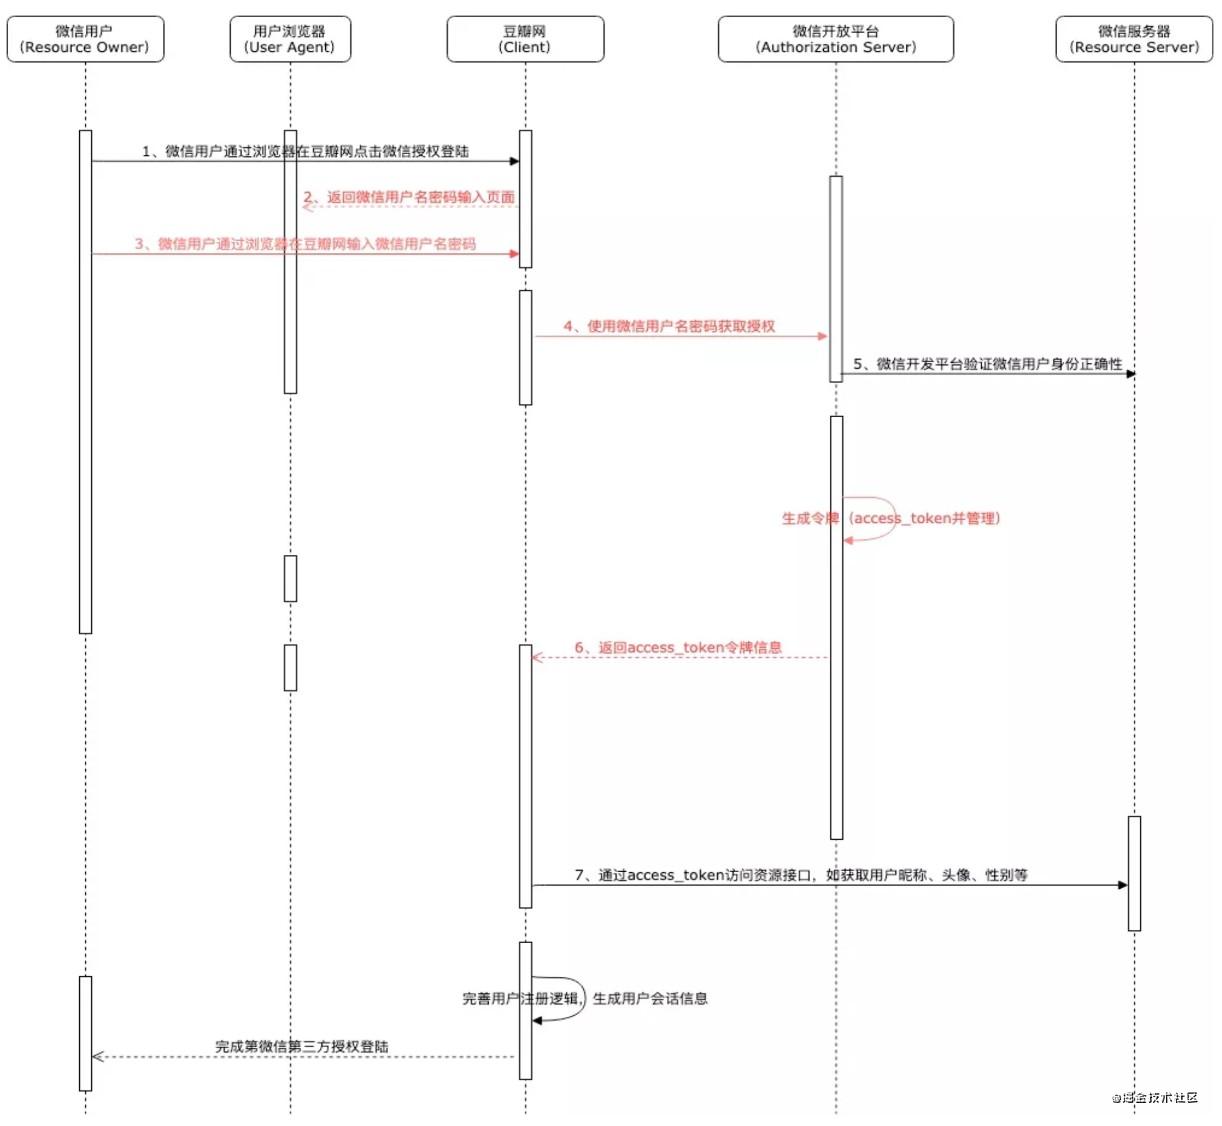 微信用户
(Resource Owner)
用户浏览器
(User Agent)
豆瓣网
(Client)
微信开放平台
(Authorization Server)
微信服务器
(Resource Server)
1、微信用户通过浏览器在豆瓣网点击微信授权登陆
2、返回微信用户名密码输入页面
3、微信用户通过浏览器在豆瓣网输入微信用户名密码
4、使用微信用户名密码获取授权
5、微信开发平台验证微信用户身份正确性
生成令牌（access_token并管理）
6、返回access_token令牌信息
7、通过access_token访问资源接口，如获取用户昵称、头像、性别等
完善用户注册逻辑，生成用户会话信息
完成第微信第三方授权登陆
@掘金技术社区